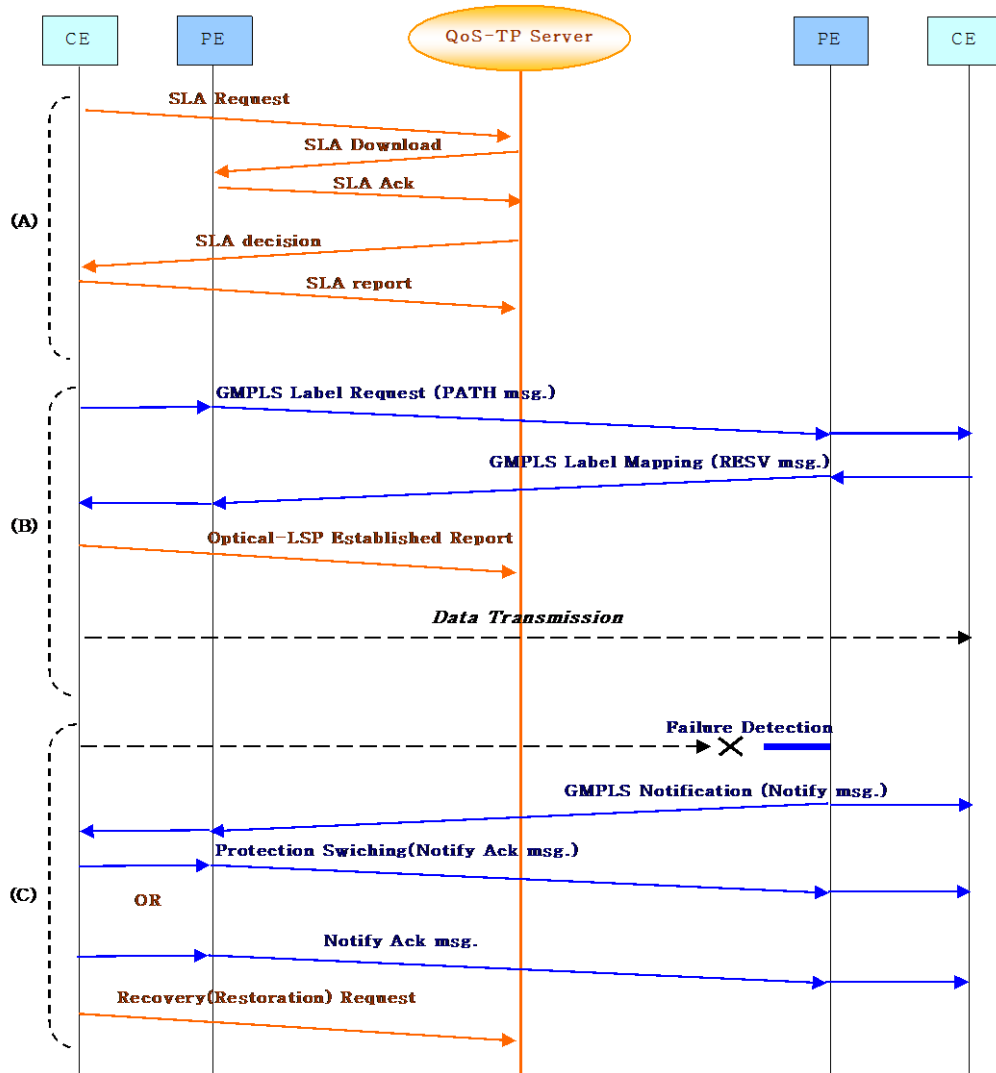 CE
PE
QoS-TP Server
PE
CE
SLA Request
SLA Download
SLA Ack
(A)
SLA decision
SLA report
GMPLS Label Request (PATH msg.)
GMPLS Label Mapping (RESV msg.)
(B)
Optical-LSP Established Report
Data Transmission
Failure Detection
GMPLS Notification (Notify msg.)
Protection Swiching(Notify Ack msg.)
(C)
OR
Notify Ack msg.
Recovery(Restoration) Request